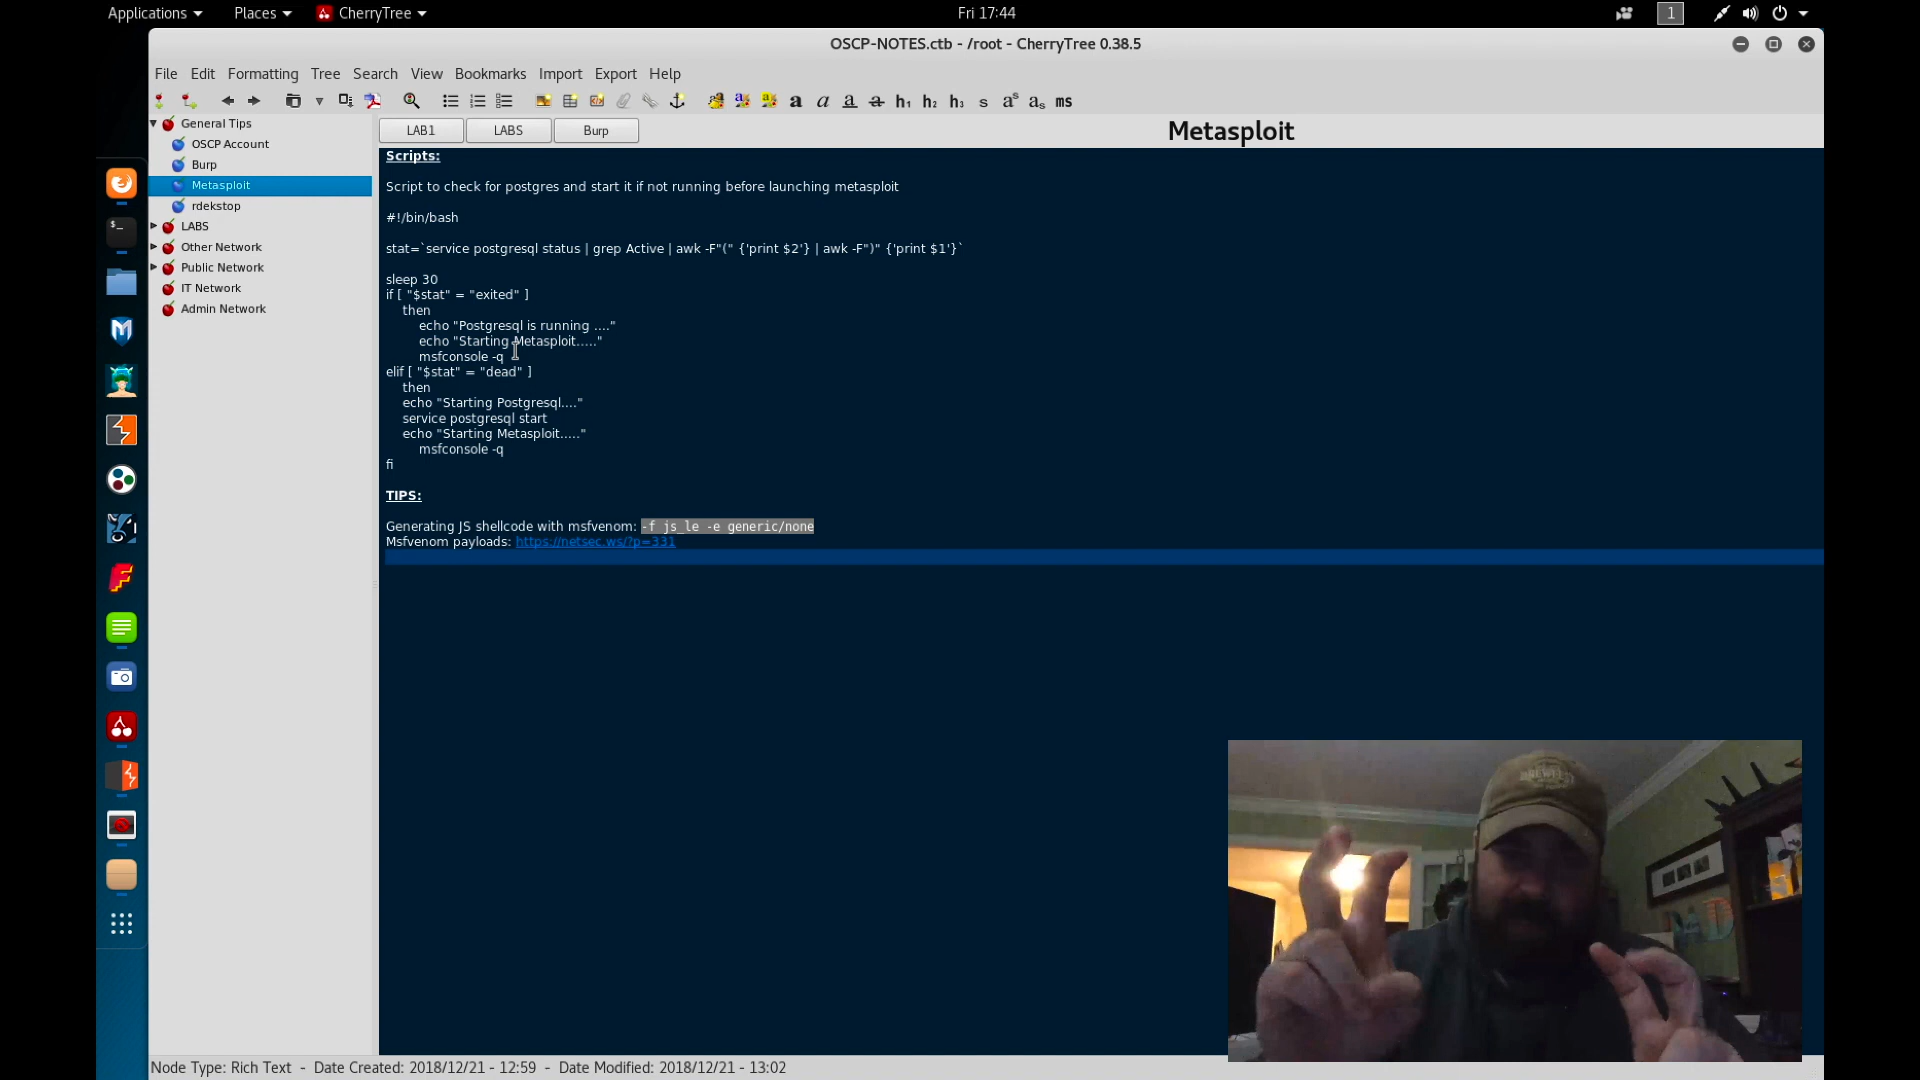 Applications
Places
CherryTree
Fri 17:44
1
OSCP-NOTES.ctb - /root - CherryTree 0.38.5
File Edit Formatting Tree Search View Bookmarks Import Export Help
a a a a h1 h2 h3 s as as ms
General Tips
OSCP Account
Burp
Metasploit
rdekstop
LABS
Other Network
Public Network
IT Network
Admin Network
LAB1
LABS
Burp
Metasploit
Scripts:
Script to check for postgres and start it if not running before launching metasploit
#!/bin/bash
stat=`service postgresql status | grep Active | awk -F"(" {'print $2'} | awk -F")" {'print $1'}`
sleep 30
if [ "$stat" = "exited" ]
then
echo "Postgresql is running ...."
echo "Starting Metasploit....."
msfconsole -q
elif [ "$stat" = "dead" ]
then
echo "Starting Postgresql...."
service postgresql start
echo "Starting Metasploit....."
msfconsole -q
fi
TIPS:
Generating JS shellcode with msfvenom: -f js_le -e generic/none
Msfvenom payloads: https://netsec.ws/?p=331
Node Type: Rich Text - Date Created: 2018/12/21 - 12:59 - Date Modified: 2018/12/21 - 13:02